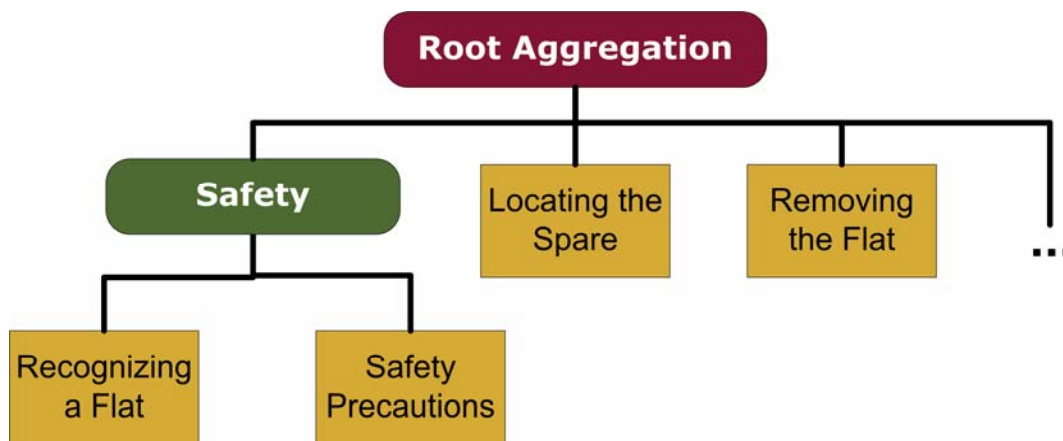 Root Aggregation
Safety
Locating the
Spare
Removing
the Flat
...
Recognizing
a Flat
Safety
Precautions